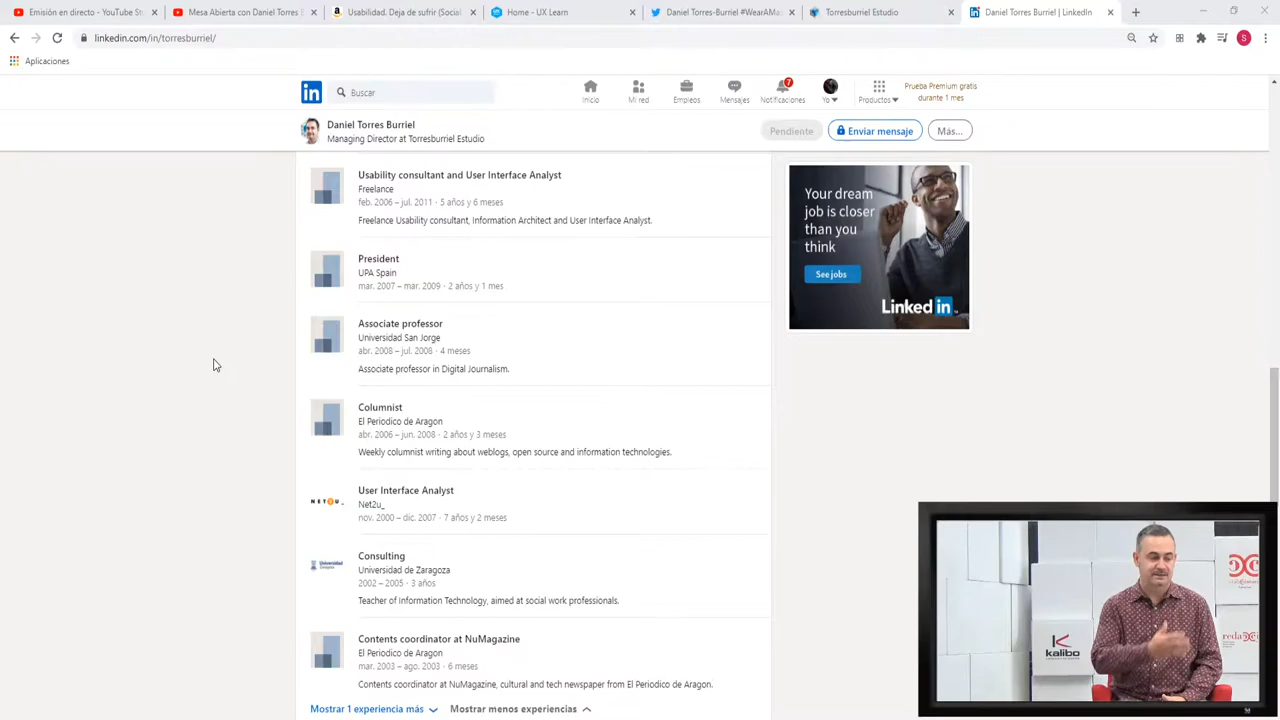 Emisión en directo - YouTube St
Mesa Abierta con Daniel Torres B
Usabilidad. Deja de sufrir (Social
Home - UX Learn
Daniel Torres-Burriel #WearAMas
Torresburriel Estudio
Daniel Torres Burriel | LinkedIn
linkedin.com/in/torresburriel/
S
Aplicaciones
in
Buscar
Inicio
Mi red
Empleos
Mensajes
7
Notificaciones
Yo
Productos
Prueba Premium gratis
durante 1 mes
Daniel Torres Burriel
Managing Director at Torresburriel Estudio
Pendiente
Enviar mensaje
Más...
Usability consultant and User Interface Analyst
Freelance
feb. 2006 – jul. 2011 · 5 años y 6 meses
Freelance Usability consultant, Information Architect and User Interface Analyst.
President
UPA Spain
mar. 2007 – mar. 2009 · 2 años y 1 mes
Associate professor
Universidad San Jorge
abr. 2008 – jul. 2008 · 4 meses
Associate professor in Digital Journalism.
Columnist
El Periodico de Aragon
abr. 2006 – jun. 2008 · 2 años y 3 meses
Weekly columnist writing about weblogs, open source and information technologies.
NET2U_
User Interface Analyst
Net2u_
nov. 2000 – dic. 2007 · 7 años y 2 meses
Universidad
Consulting
Universidad de Zaragoza
2002 – 2005 · 3 años
Teacher of Information Technology, aimed at social work professionals.
Contents coordinator at NuMagazine
El Periodico de Aragon
mar. 2003 – ago. 2003 · 6 meses
Contents coordinator at NuMagazine, cultural and tech newspaper from El Periodico de Aragon.
Mostrar 1 experiencia más
Mostrar menos experiencias
Your dream
job is closer
than you
think
See jobs
Linked in
kalibo